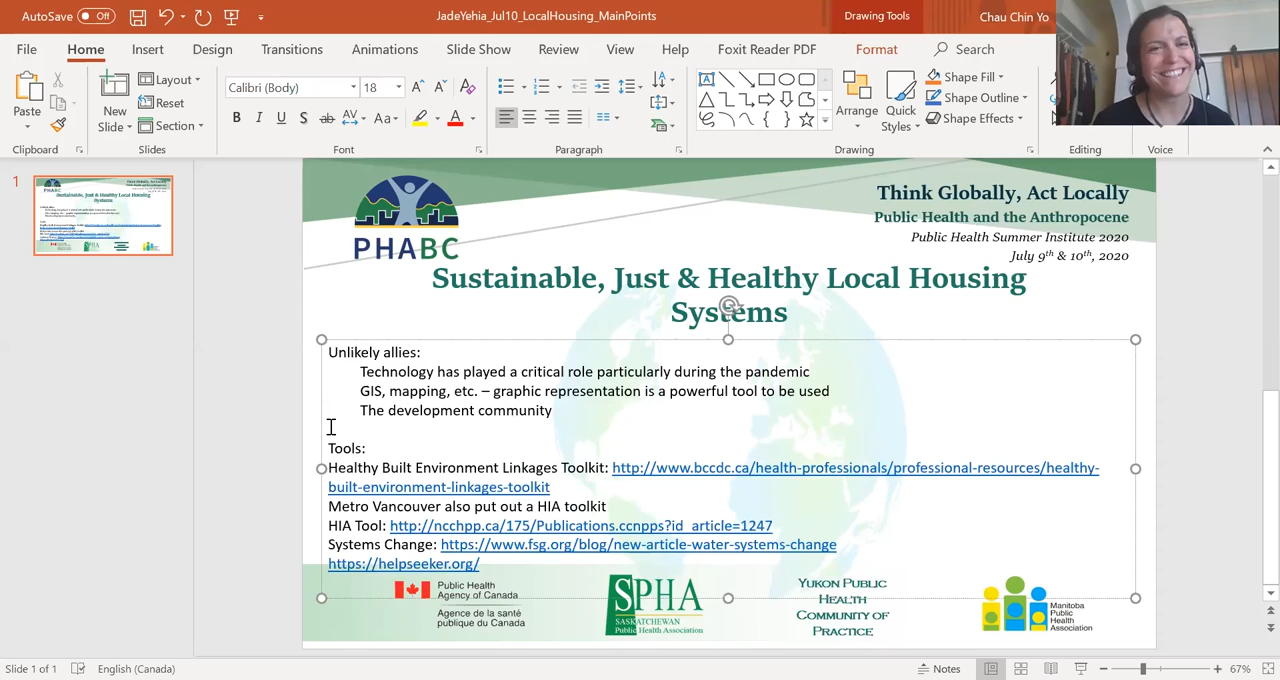 AutoSave Off
JadeYehia_Jul10_LocalHousing_MainPoints
Drawing Tools
Chau Chin Yo
File Home Insert Design Transitions Animations Slide Show Review View Help Foxit Reader PDF Format Search
Paste
New
Slide
Layout
Reset
Section
Calibri (Body) 18
B I U S ab AV Aa A
Arrange
Quick
Styles
Shape Fill
Shape Outline
Shape Effects
Clipboard Slides Font Paragraph Drawing Editing Voice
1
PHABC
Think Globally, Act Locally
Public Health and the Anthropocene
Public Health Summer Institute 2020
July 9th & 10th, 2020
Sustainable, Just & Healthy Local Housing
Systems
Unlikely allies:
Technology has played a critical role particularly during the pandemic
GIS, mapping, etc. – graphic representation is a powerful tool to be used
The development community
Tools:
Healthy Built Environment Linkages Toolkit: http://www.bccdc.ca/health-professionals/professional-resources/healthy-
built-environment-linkages-toolkit
Metro Vancouver also put out a HIA toolkit
HIA Tool: http://ncchpp.ca/175/Publications.ccnpps?id_article=1247
Systems Change: https://www.fsg.org/blog/new-article-water-systems-change
https://helpseeker.org/
Public Health
Agency of Canada
Agence de la santé
publique du Canada
SPHA
SASKATCHEWAN
Public Health Association
Yukon Public
Health
Community of
Practice
Manitoba
Public
Health
Association
Slide 1 of 1 English (Canada) Notes 67%